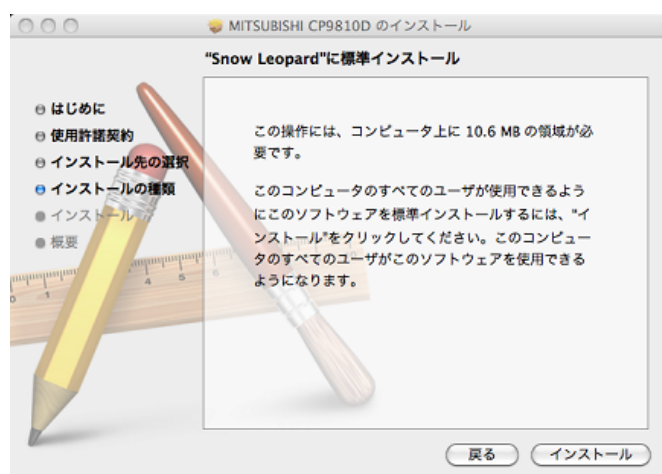 MITSUBISHI CP9810D のインストール
“Snow Leopard”に標準インストール
はじめに
使用許諾契約
インストール先の選択
インストールの種類
インストール
概要
この操作には、コンピュータ上に 10.6 MB の領域が必
要です。
このコンピュータのすべてのユーザが使用できるよう
にこのソフトウェアを標準インストールするには、“イ
ンストール”をクリックしてください。このコンピュー
タのすべてのユーザがこのソフトウェアを使用できる
ようになります。
0 1 4 5 6
戻る
インストール